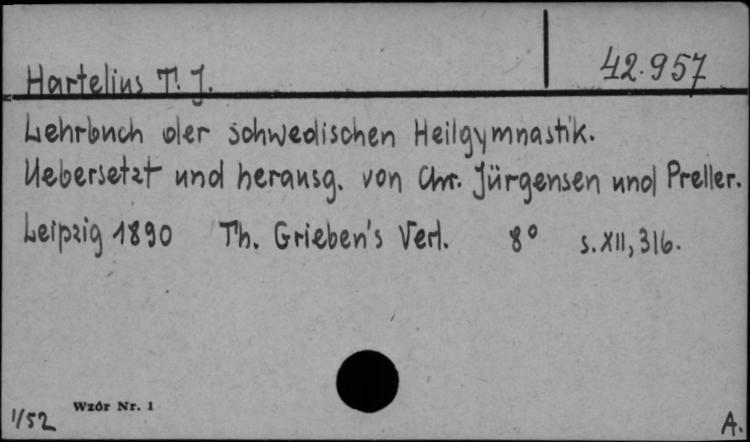 42.957
Hartelius T. J.
Lehrbuch der schwedischen Heilgymnastik.
Uebersetzt und herausg. von Chr. Jürgensen und Preller.
Leipzig 1890 Th. Grieben's Verl. 8° s. XII, 316.
Wzór Nr. 1
1/52 A.